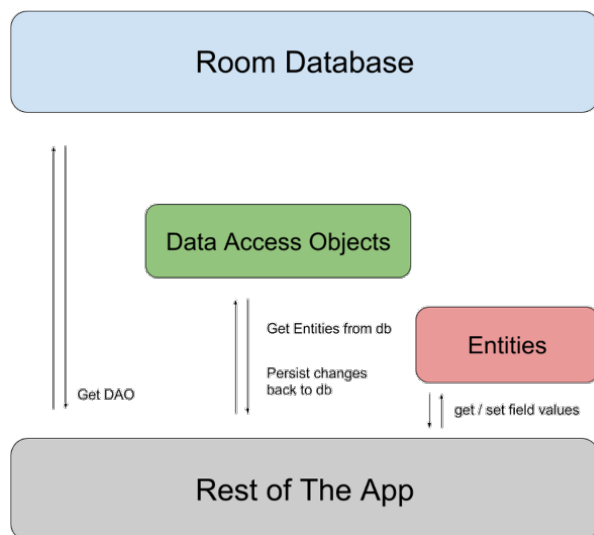 Room Database
Data Access Objects
Get Entities from db
Persist changes
back to db
Entities
Get DAO
get / set field values
Rest of The App